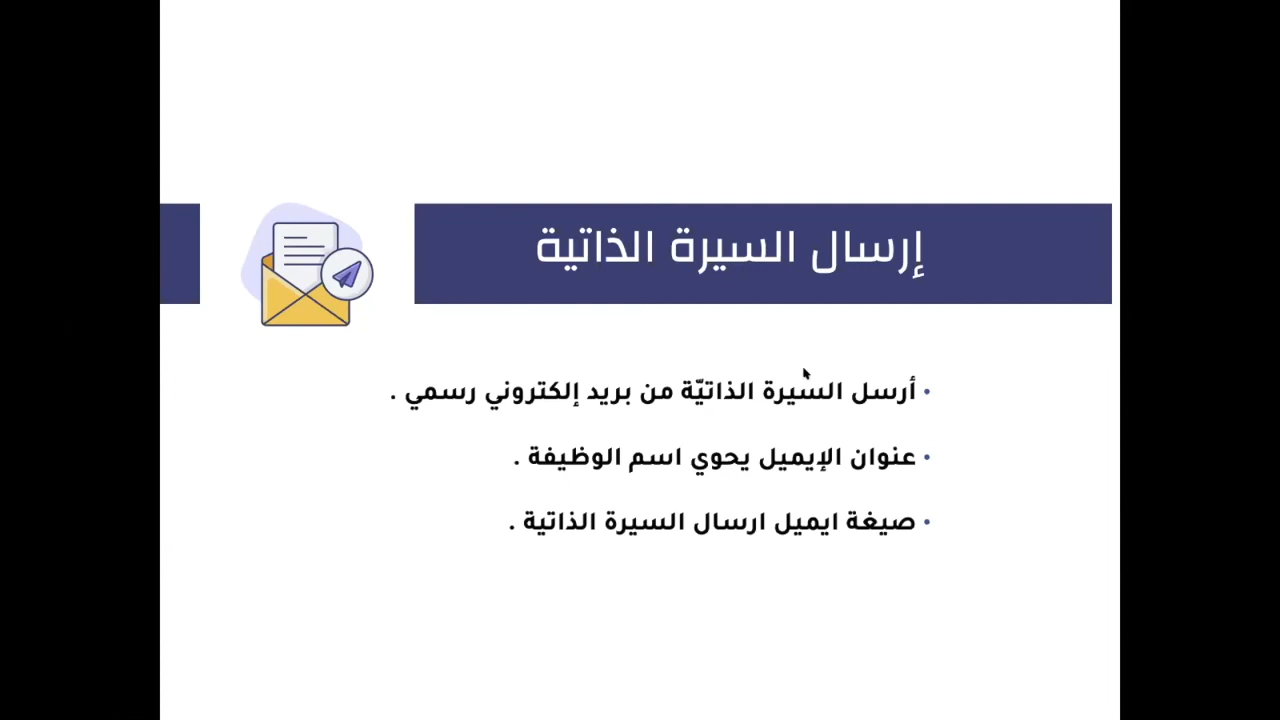 إرسال السيرة الذاتية
• أرسل السيرة الذاتيّة من بريد إلكتروني رسمي .
• عنوان الإيميل يحوي اسم الوظيفة .
• صيغة ايميل ارسال السيرة الذاتية .